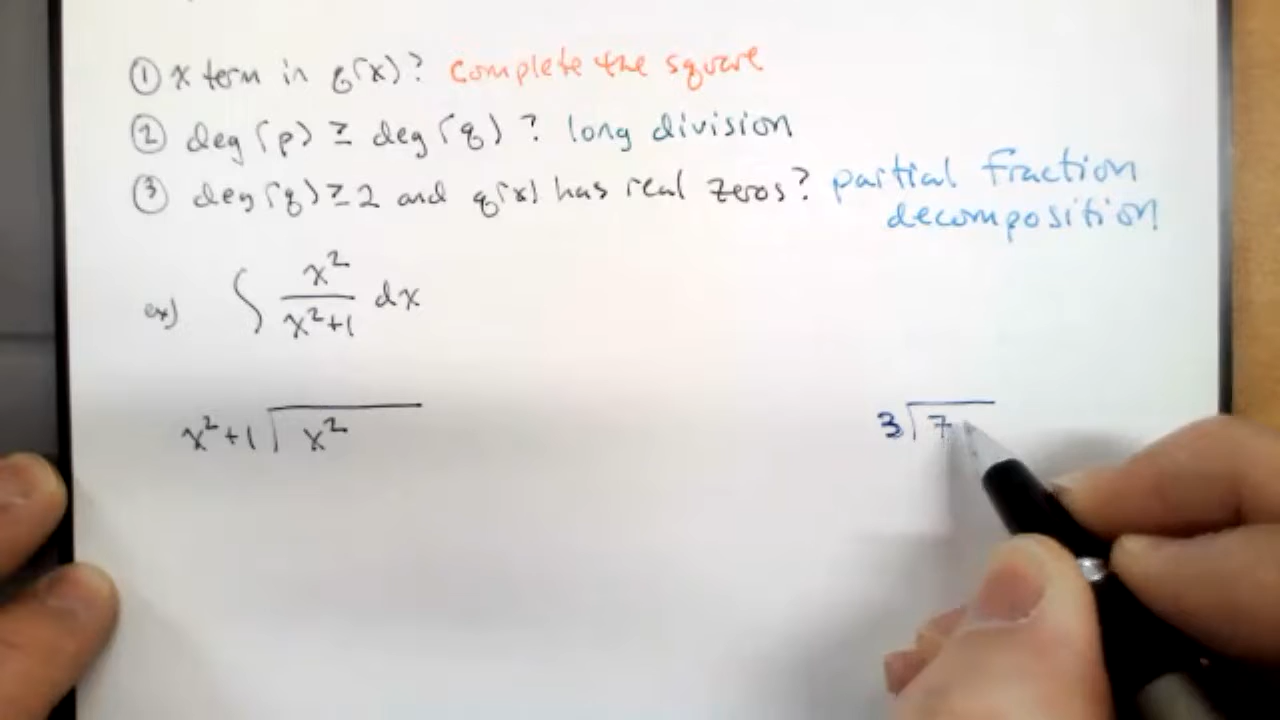 ① x term in q(x)? complete the square
② deg(p) ≥ deg(q)? long division
③ deg(q) ≥ 2 and q(x) has real zeros? partial fraction
decomposition
ex) ∫ x²/(x²+1) dx
x²+1 ⟌ x² 3 ⟌ 7